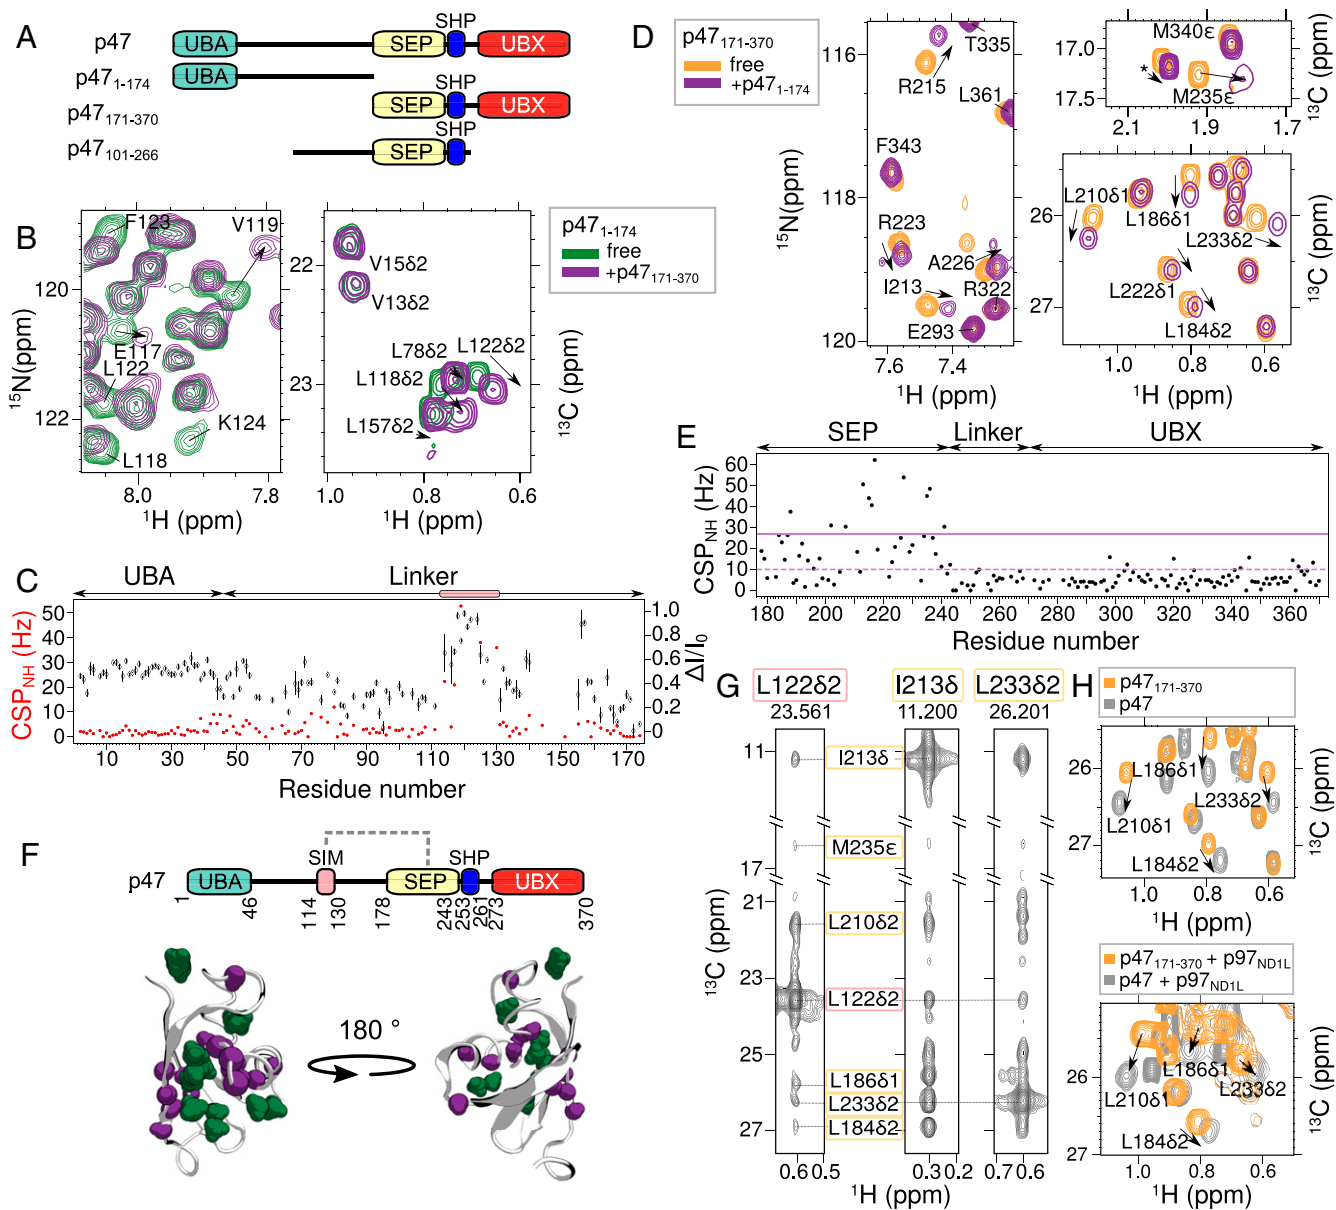 A
p47
UBA
SEP
SHP
UBX
p47₁₋₁₇₄
UBA
p47₁₇₁₋₃₇₀
SEP
SHP
UBX
p47₁₀₁₋₂₆₆
SEP
SHP
B
F123
V119
E117
L122
K124
L118
120
122
¹⁵N(ppm)
8.0
7.8
¹H (ppm)
V15δ2
V13δ2
L78δ2
L122δ2
L118δ2
L157δ2
22
23
1.0
0.8
0.6
¹H (ppm)
¹³C (ppm)
p47₁₋₁₇₄
free
+p47₁₇₁₋₃₇₀
C
UBA
Linker
CSP_NH (Hz)
50
40
30
20
10
0
1.0
0.8
0.6
0.4
0.2
0
ΔI/I₀
0
10
30
50
70
90
110
130
150
170
Residue number
D
p47₁₇₁₋₃₇₀
free
+p47₁₋₁₇₄
T335
R215
L361
F343
R223
A226
I213
R322
E293
116
118
120
¹⁵N(ppm)
7.6
7.4
¹H (ppm)
M340ε
*
M235ε
17.0
17.5
2.1
1.9
1.7
¹³C (ppm)
L210δ1
L186δ1
L233δ2
L222δ1
L184δ2
26
27
1.0
0.8
0.6
¹H (ppm)
¹³C (ppm)
E
SEP
Linker
UBX
CSP_NH (Hz)
60
50
40
30
20
10
0
180
200
220
240
260
280
300
320
340
360
Residue number
F
p47
UBA
SIM
SEP
SHP
UBX
1
46
114
130
178
243
253
261
273
370
180 °
G
L122δ2
I213δ
L233δ2
23.561
11.200
26.201
11
17
21
23
25
27
¹³C (ppm)
I213δ
M235ε
L210δ2
L122δ2
L186δ1
L233δ2
L184δ2
0.6
0.5
0.3
0.2
0.7
0.6
¹H (ppm)
H
p47₁₇₁₋₃₇₀
p47
L186δ1
L233δ2
L210δ1
L184δ2
26
27
1.0
0.8
0.6
¹H (ppm)
¹³C (ppm)
p47₁₇₁₋₃₇₀ + p97_ND1L
p47 + p97_ND1L
L186δ1
L233δ2
L210δ1
L184δ2
26
27
1.0
0.8
0.6
¹H (ppm)
¹³C (ppm)